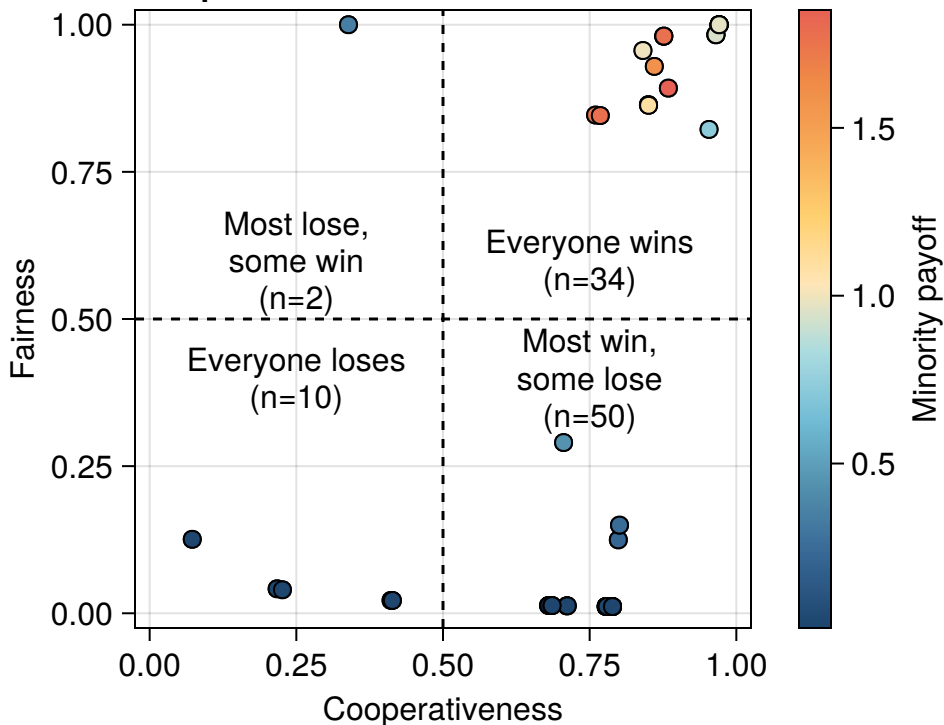 1.00
0.75
0.50
0.25
0.00
Fairness
Most lose,
some win
(n=2)
Everyone wins
(n=34)
Everyone loses
(n=10)
Most win,
some lose
(n=50)
0.00 0.25 0.50 0.75 1.00
Cooperativeness
1.5
1.0
0.5
Minority payoff